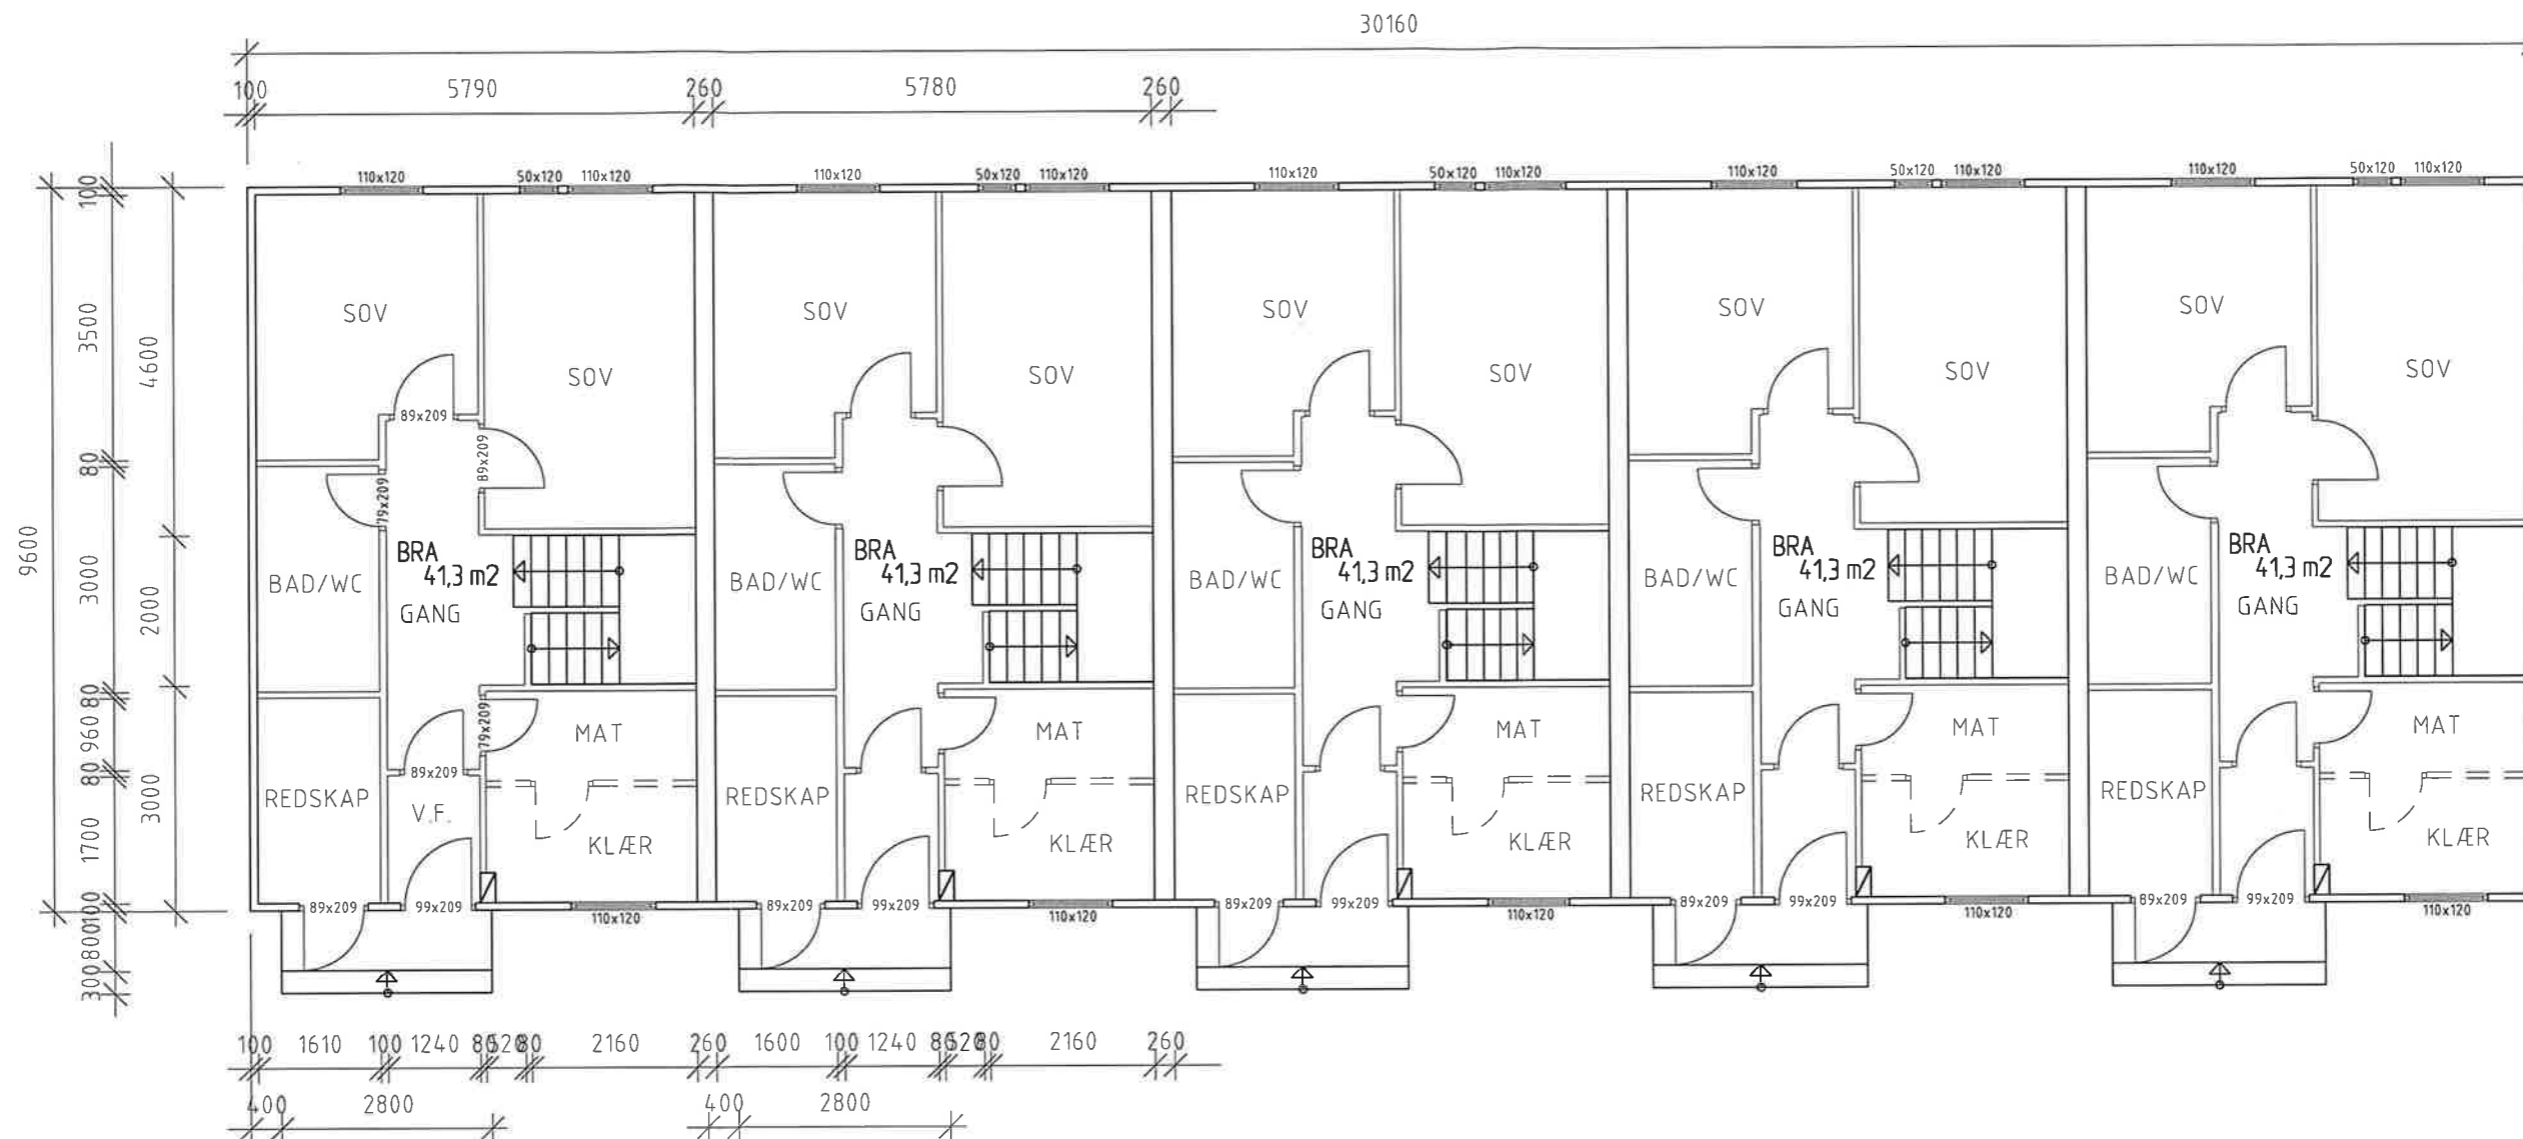 30160
100 5790 260 5780 260
110x120 50x120 110x120 110x120 50x120 110x120 110x120 50x120 110x120 110x120 50x120 110x120 110x120 50x120 110x120
100
3500
80
3000
80
960
80
1700
100
800
300
4600
2000
3000
9600
SOV SOV SOV SOV SOV
SOV SOV SOV SOV SOV
89x209
89x209
79x209
BRA BRA BRA BRA BRA
41,3 m2 41,3 m2 41,3 m2 41,3 m2 41,3 m2
BAD/WC BAD/WC BAD/WC BAD/WC BAD/WC
GANG GANG GANG GANG GANG
79x209
MAT MAT MAT MAT MAT
89x209
REDSKAP REDSKAP REDSKAP REDSKAP REDSKAP
V.F.
KLÆR KLÆR KLÆR KLÆR KLÆR
89x209 99x209 89x209 99x209 89x209 99x209 89x209 99x209 89x209 99x209
110x120 110x120 110x120 110x120 110x120
100 1610 100 1240 80 520 80 2160 260 1600 100 1240 80 520 80 2160 260
400 2800 400 2800